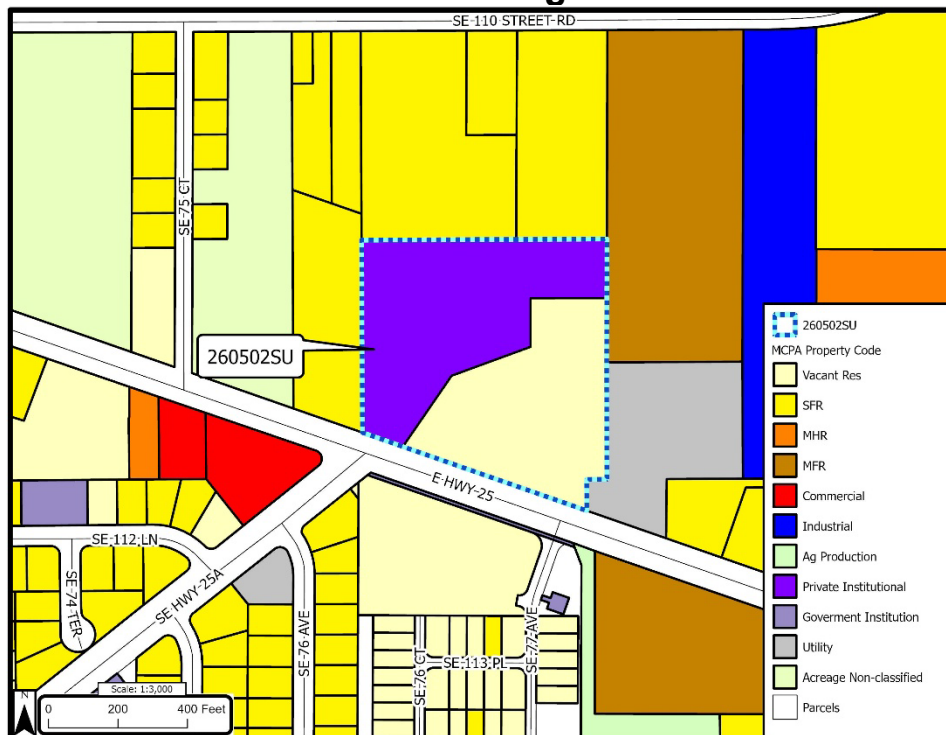 SE 110 STREET RD
SE 75 CT
260502SU
E HWY-25
SE 112 LN
SE 74 TER
SE HWY 25A
SE 76 AVE
SE 76 CT
SE 113 PL
SE 77 AVE
260502SU
MCPA Property Code
Vacant Res
SFR
MHR
MFR
Commercial
Industrial
Ag Production
Private Institutional
Goverment Institution
Utility
Acreage Non-classified
Parcels
N
Scale: 1:3,000
0 200 400 Feet